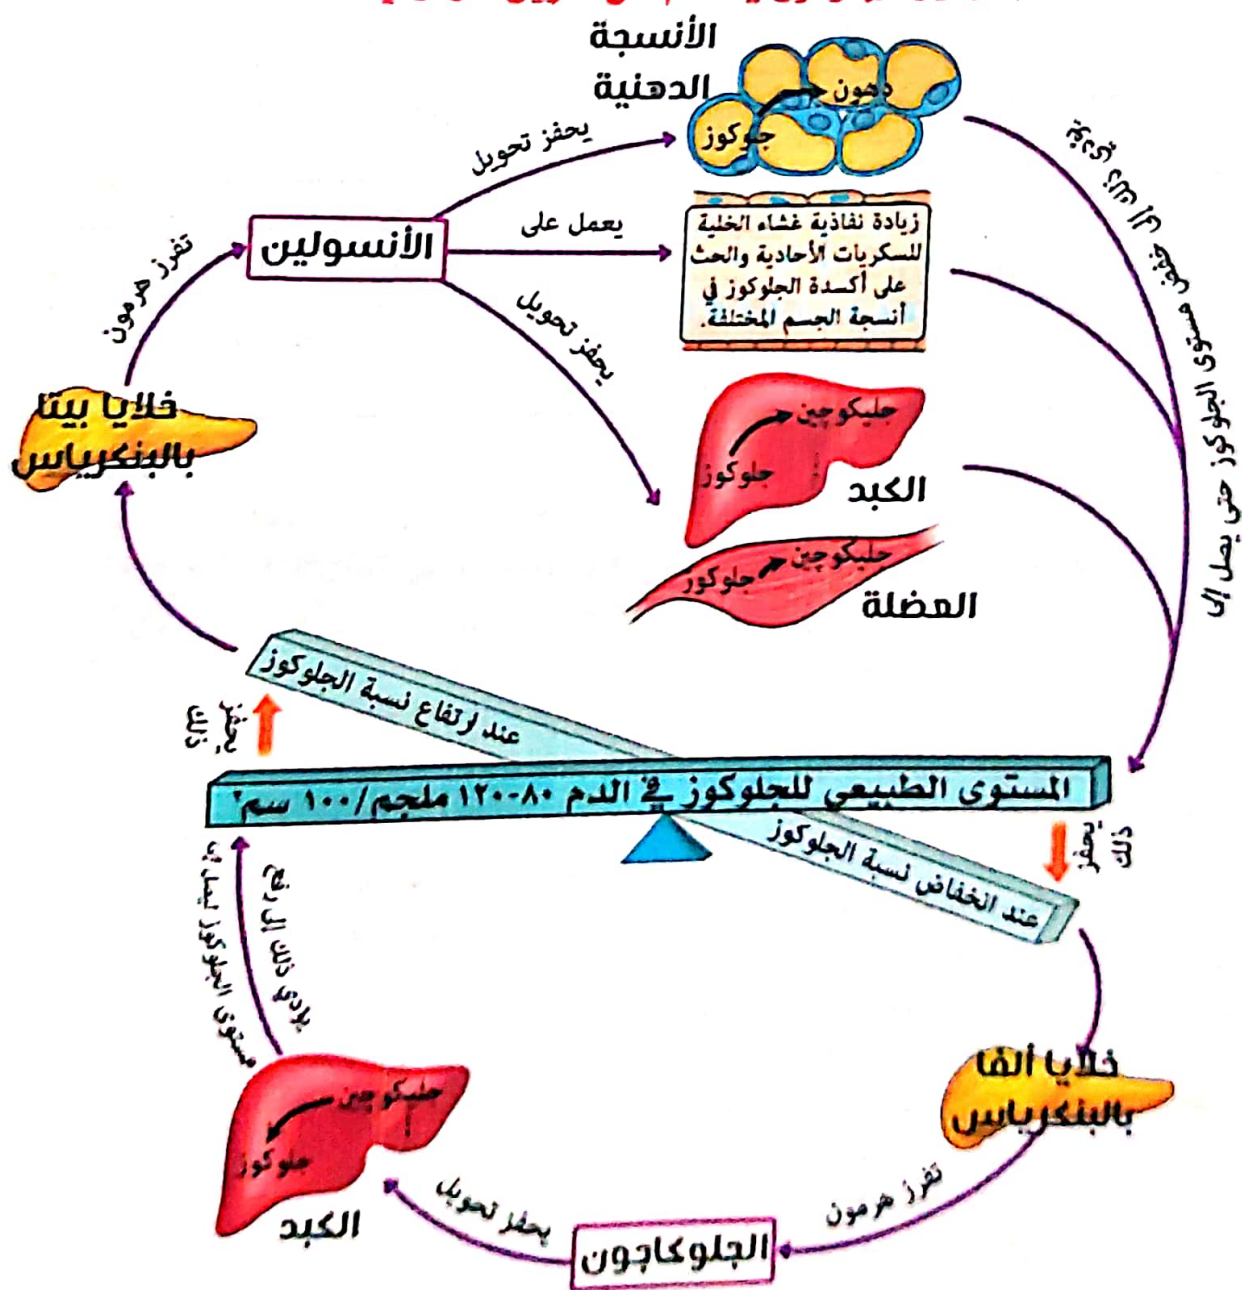 الأنسجة
الدهنية
دهون
جلوكوز
يحفز تحويل
الأنسولين
يعمل على
زيادة نفاذية غشاء الخلية
للسكريات الأحادية والحث
على أكسدة الجلوكوز في
أنسجة الجسم المختلفة.
يحفز تحويل
تفرز هرمون
خلايا بيتا
بالبنكرياس
جليكوجين
جلوكوز
الكبد
جليكوجين
جلوكوز
العضلة
يؤدي ذلك إلى خفض مستوى الجلوكوز حتى يصل إلى
عند ارتفاع نسبة الجلوكوز
يحفز
ذلك
المستوى الطبيعي للجلوكوز في الدم ٨٠-١٢٠ ملجم/١٠٠ سم٣
عند انخفاض نسبة الجلوكوز
يحفز
ذلك
خلايا ألفا
بالبنكرياس
تفرز هرمون
الجلوكاجون
يحفز تحويل
جليكوجين
جلوكوز
الكبد
يؤدي ذلك إلى رفع
مستوى الجلوكوز ليصل إلى